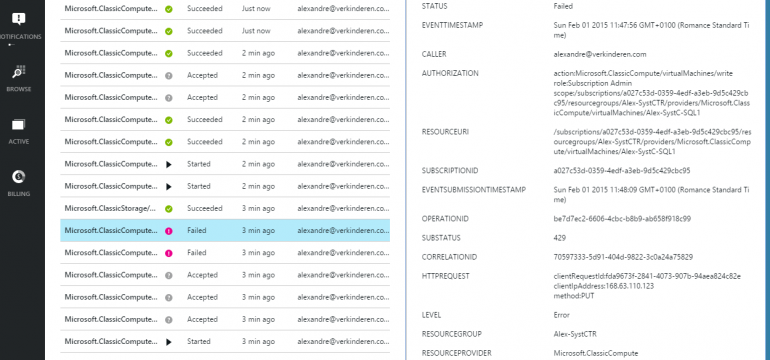 NOTIFICATIONS
BROWSE
ACTIVE
BILLING
Microsoft.ClassicCompute... Succeeded Just now alexandre@verkinderen.co...
Microsoft.ClassicCompute... Succeeded Just now alexandre@verkinderen.co...
Microsoft.ClassicCompute... Succeeded 2 min ago alexandre@verkinderen.co...
Microsoft.ClassicCompute... Accepted 2 min ago alexandre@verkinderen.co...
Microsoft.ClassicCompute... Accepted 2 min ago alexandre@verkinderen.co...
Microsoft.ClassicCompute... Succeeded 2 min ago alexandre@verkinderen.co...
Microsoft.ClassicCompute... Succeeded 2 min ago alexandre@verkinderen.co...
Microsoft.ClassicCompute... Started 2 min ago alexandre@verkinderen.co...
Microsoft.ClassicCompute... Started 2 min ago alexandre@verkinderen.co...
Microsoft.ClassicStorage/... Succeeded 3 min ago alexandre@verkinderen.co...
Microsoft.ClassicCompute... Failed 3 min ago alexandre@verkinderen.co...
Microsoft.ClassicCompute... Failed 3 min ago alexandre@verkinderen.co...
Microsoft.ClassicCompute... Accepted 3 min ago alexandre@verkinderen.co...
Microsoft.ClassicCompute... Accepted 3 min ago alexandre@verkinderen.co...
Microsoft.ClassicCompute... Accepted 3 min ago alexandre@verkinderen.co...
Microsoft.ClassicCompute... Started 3 min ago alexandre@verkinderen.co...
STATUS Failed
EVENTTIMESTAMP Sun Feb 01 2015 11:47:56 GMT+0100 (Romance Standard Ti
me)
CALLER alexandre@verkinderen.com
AUTHORIZATION action:Microsoft.ClassicCompute/virtualMachines/write
role:Subscription Admin
scope:/subscriptions/a027c53d-0359-4edf-a3eb-9d5c429cb
c95/resourcegroups/Alex-SystCTR/providers/Microsoft.Class
icCompute/virtualMachines/Alex-SystC-SQL1
RESOURCEURI /subscriptions/a027c53d-0359-4edf-a3eb-9d5c429cbc95/res
ourcegroups/Alex-SystCTR/providers/Microsoft.ClassicCompu
te/virtualMachines/Alex-SystC-SQL1
SUBSCRIPTIONID a027c53d-0359-4edf-a3eb-9d5c429cbc95
EVENTSUBMISSIONTIMESTAMP Sun Feb 01 2015 11:48:09 GMT+0100 (Romance Standard Ti
me)
OPERATIONID be7d7ec2-6606-4cbc-b8b9-ab658f918c99
SUBSTATUS 429
CORRELATIONID 70597333-5d91-404d-9822-3c0a24a75829
HTTPREQUEST clientRequestId:fda9673f-2841-4073-907b-94aea824c82e
clientIpAddress:168.63.110.123
method:PUT
LEVEL Error
RESOURCEGROUP Alex-SystCTR
RESOURCEPROVIDER Microsoft.ClassicCompute